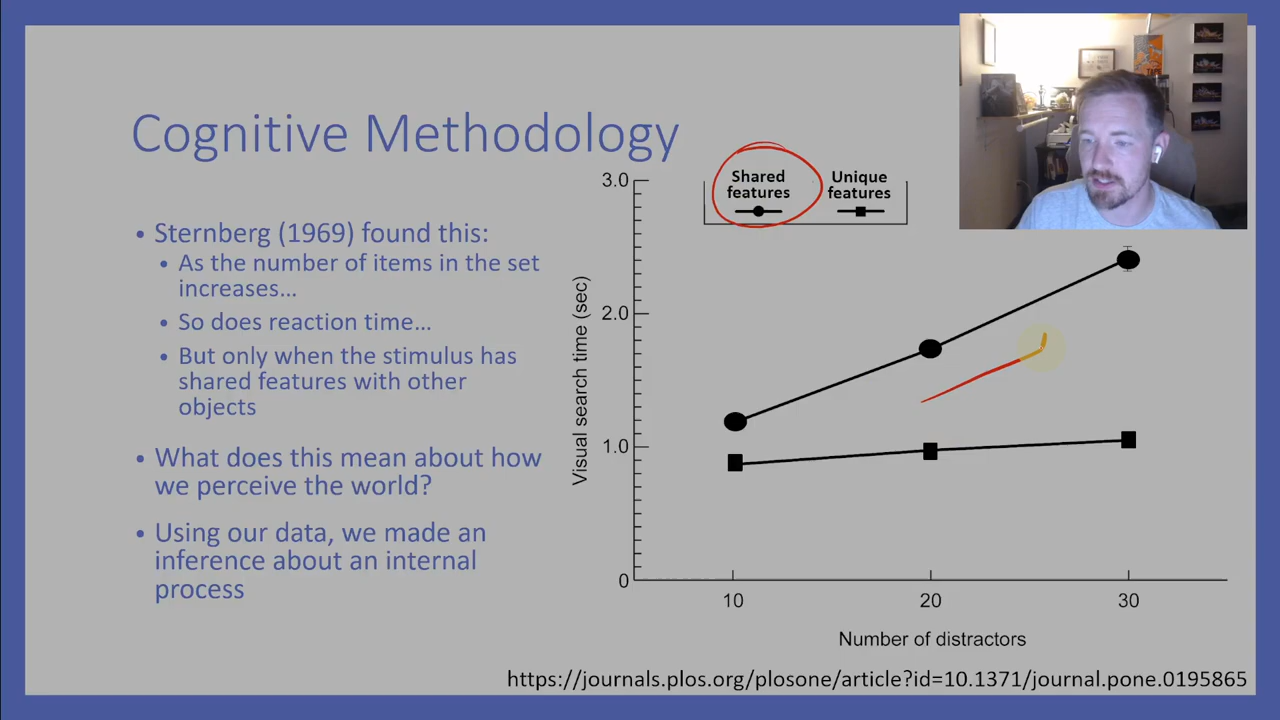 Cognitive Methodology
• Sternberg (1969) found this:
• As the number of items in the set
increases…
• So does reaction time…
• But only when the stimulus has
shared features with other
objects
• What does this mean about how
we perceive the world?
• Using our data, we made an
inference about an internal
process
Shared
features
Unique
features
3.0
2.0
1.0
0
Visual search time (sec)
10 20 30
Number of distractors
https://journals.plos.org/plosone/article?id=10.1371/journal.pone.0195865